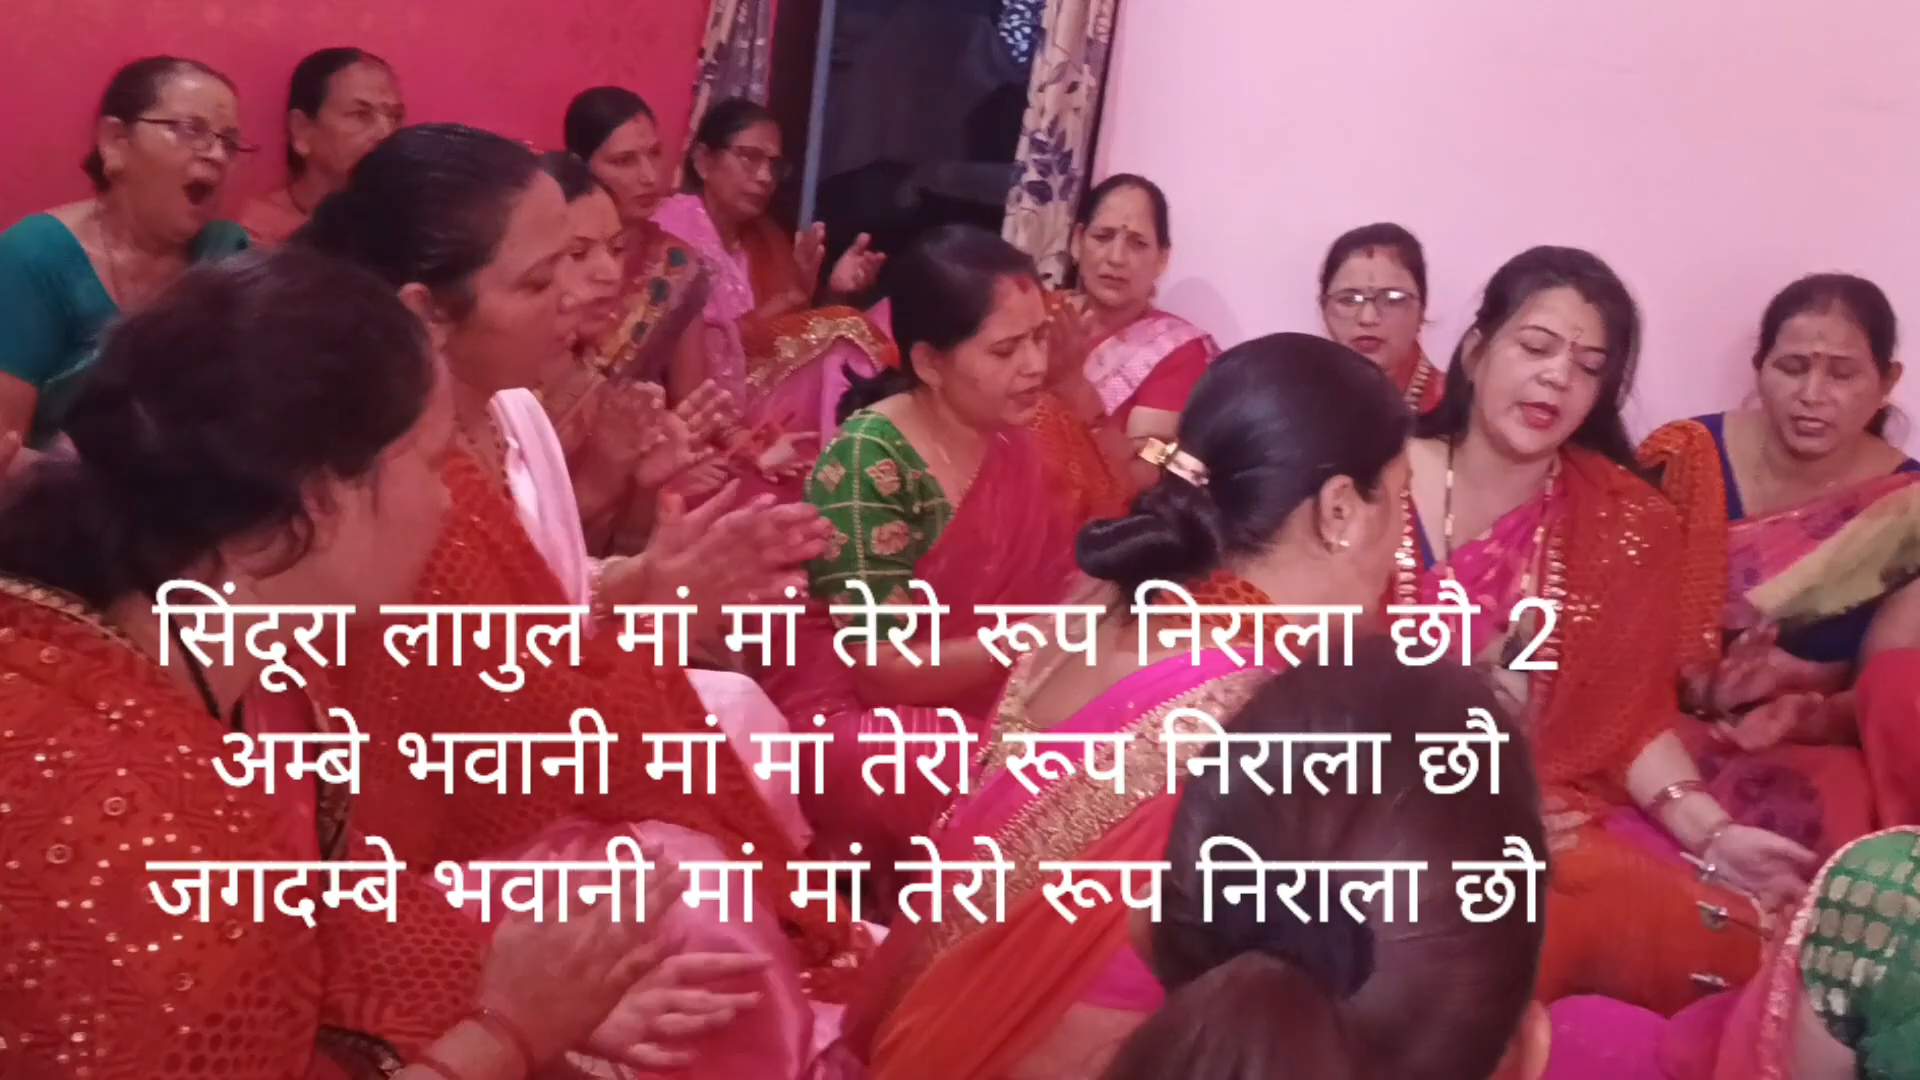 सिंदूरा लागुल मां मां तेरो रूप निराला छौ 2
अम्बे भवानी मां मां तेरो रूप निराला छौ
जगदम्बे भवानी मां मां तेरो रूप निराला छौ